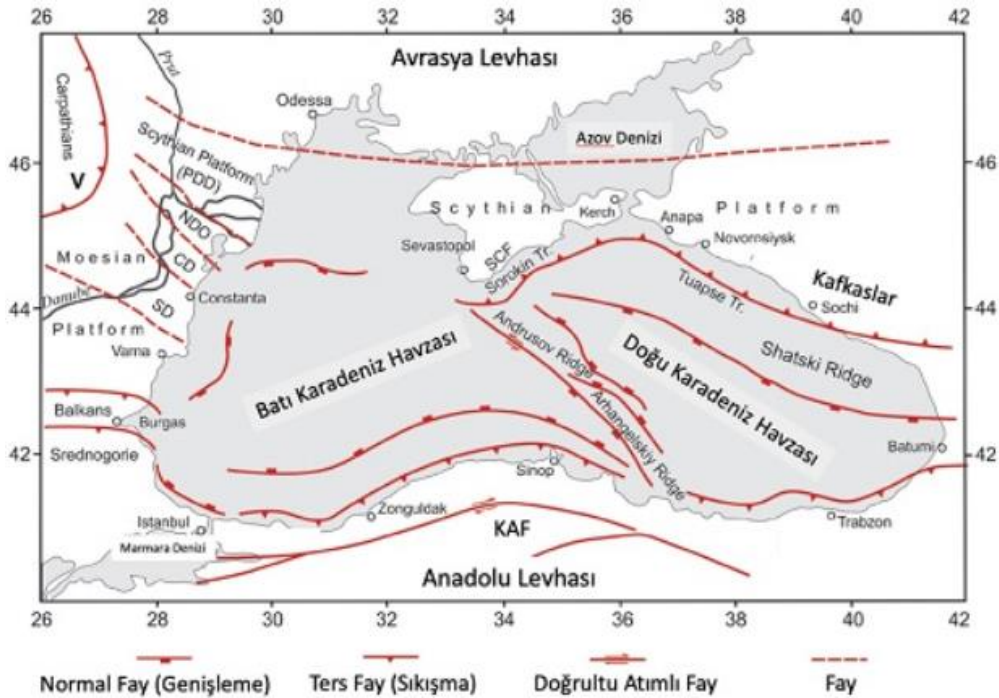 26 28 30 32 34 36 38 40 42
Avrasya Levhası
Prut
Carpathians
Odessa
Azov Denizi
46 46
Scythian Platform
(PDD)
V
NDO
Scythian Platform
Kerch
Anapa
Novornsiysk
Sevastopol
SCF
Sorokin Tr.
Moesian
CD
Tuapse Tr.
Kafkaslar
Danube
SD
Constanta
Sochi
44 44
Platform
Varna
Andrusov Ridge
Shatski Ridge
Batı Karadeniz Havzası
Doğu Karadeniz Havzası
Balkans
Burgas
Arhangelskiy Ridge
Batumi
42 42
Srednogorie
Sinop
Istanbul
Zonguldak
Trabzon
KAF
Marmara Denizi
Anadolu Levhası
26 28 30 32 34 36 38 40 42
Normal Fay (Genişleme) Ters Fay (Sıkışma) Doğrultu Atımlı Fay Fay